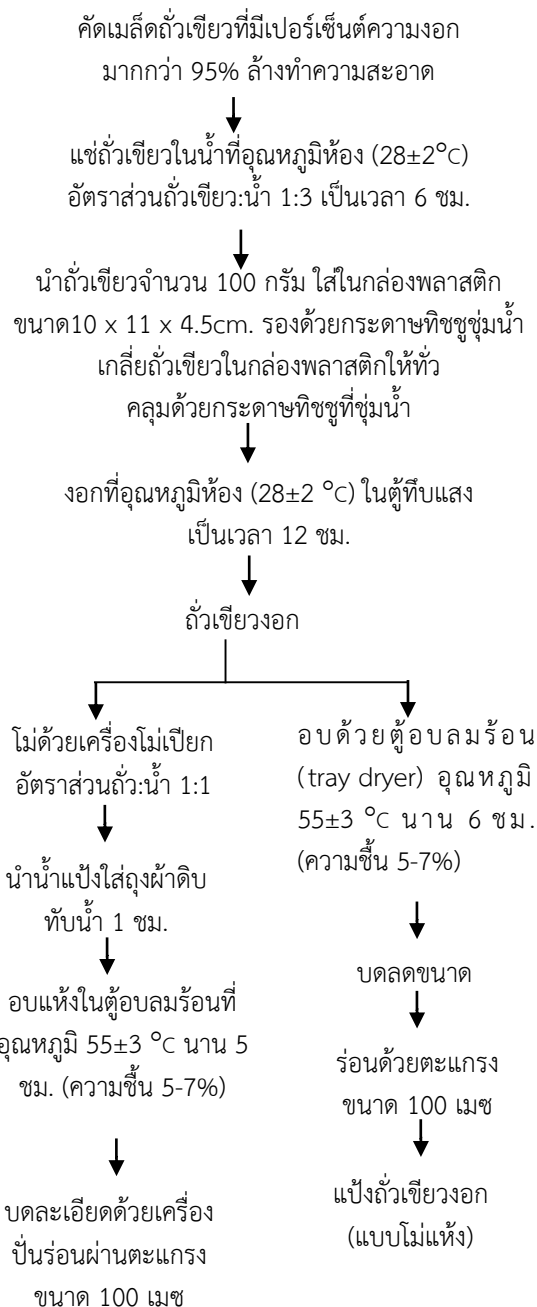 คัดเมล็ดถั่วเขียวที่มีเปอร์เซ็นต์ความงอก
มากกว่า 95% ล้างทำความสะอาด
แช่ถั่วเขียวในน้ำที่อุณหภูมิห้อง (28±2°C)
อัตราส่วนถั่วเขียว:น้ำ 1:3 เป็นเวลา 6 ชม.
นำถั่วเขียวจำนวน 100 กรัม ใส่ในกล่องพลาสติก
ขนาด10 x 11 x 4.5cm. รองด้วยกระดาษทิชชูชุ่มน้ำ
เกลี่ยถั่วเขียวในกล่องพลาสติกให้ทั่ว
คลุมด้วยกระดาษทิชชูที่ชุ่มน้ำ
งอกที่อุณหภูมิห้อง (28±2 °C) ในตู้ทึบแสง
เป็นเวลา 12 ชม.
ถั่วเขียวงอก
โม่ด้วยเครื่องโม่เปียก
อัตราส่วนถั่ว:น้ำ 1:1
นำน้ำแป้งใส่ถุงผ้าดิบ
ทับน้ำ 1 ชม.
อบแห้งในตู้อบลมร้อนที่
อุณหภูมิ 55±3 °C นาน 5
ชม. (ความชื้น 5-7%)
บดละเอียดด้วยเครื่อง
ปั่นร่อนผ่านตะแกรง
ขนาด 100 เมซ
อบด้วยตู้อบลมร้อน
(tray dryer) อุณหภูมิ
55±3 °C นาน 6 ชม.
(ความชื้น 5-7%)
บดลดขนาด
ร่อนด้วยตะแกรง
ขนาด 100 เมซ
แป้งถั่วเขียวงอก
(แบบโม่แห้ง)